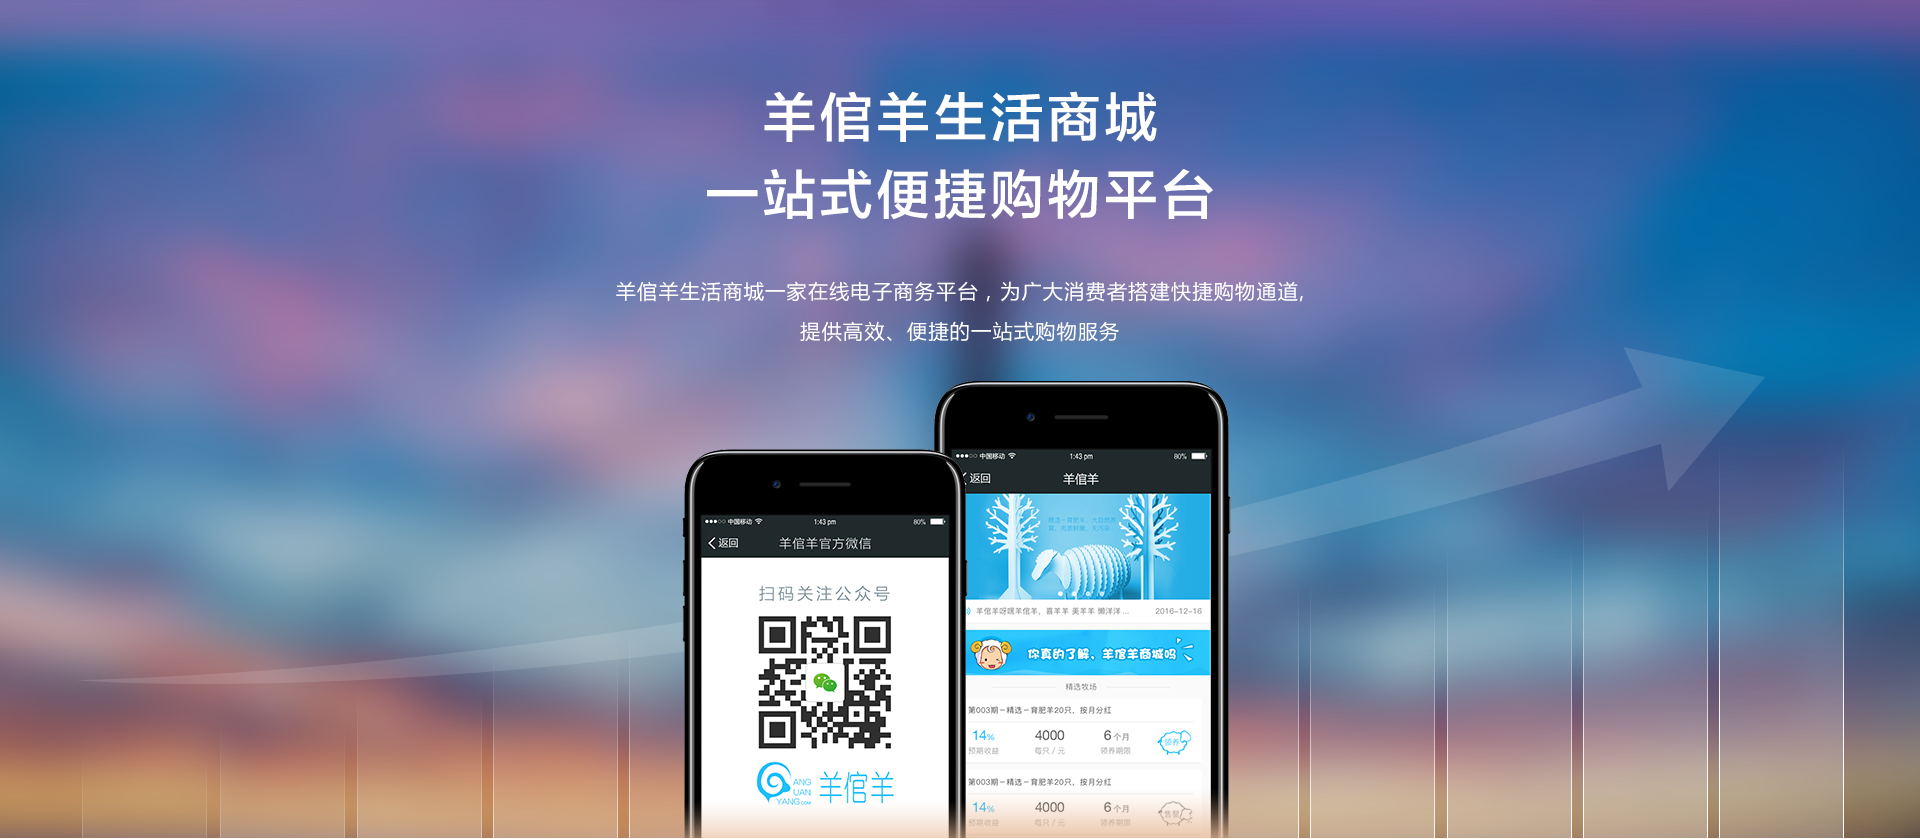 羊倌羊生活商城
一站式便捷购物平台
羊倌羊生活商城一家在线电子商务平台，为广大消费者搭建快捷购物通道,
提供高效、便捷的一站式购物服务
中国移动 1:43 pm 80%
返回 羊倌羊官方微信
扫码关注公众号
ANG
UAN
YANG.COM
羊倌羊
中国移动 1:43 pm 80%
返回 羊倌羊
羊倌羊呀嘿羊倌羊，喜羊羊 美羊羊 懒洋洋 ... 2016-12-16
你真的了解、羊倌羊商城吗
精选牧场
第003期－精选－育肥羊20只，按月分红
14% 4000 6 个月 领养
预期收益 每只 / 元 领养期限
第003期－精选－育肥羊20只，按月分红
14% 4000 6 个月 售罄
预期收益 每只 / 元 领养期限